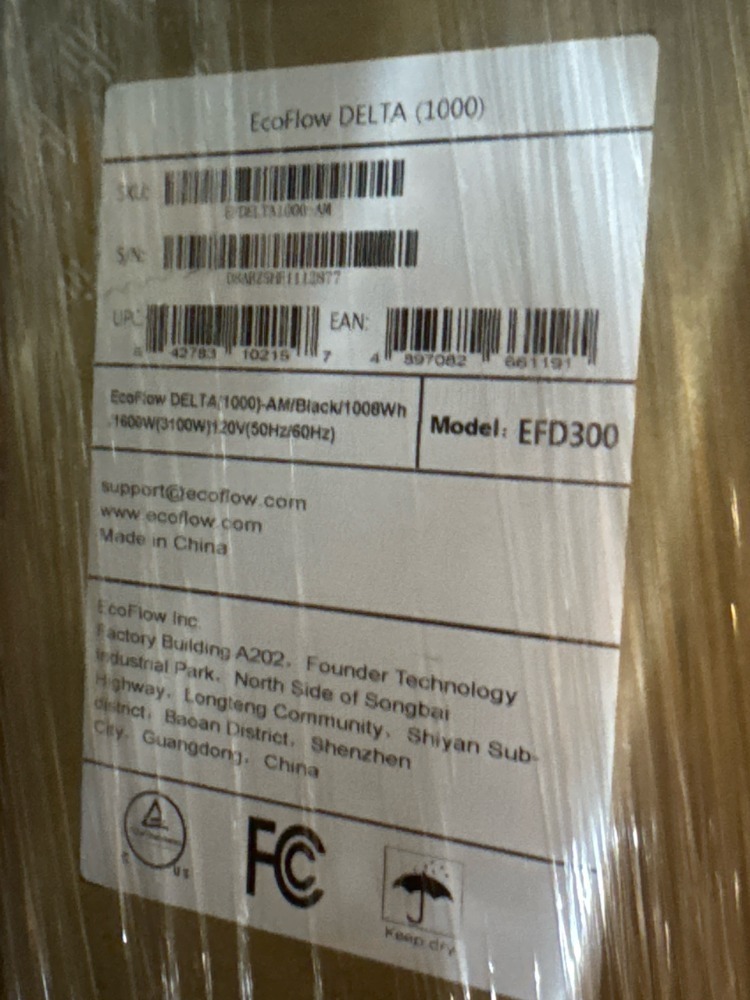 EcoFlow DELTA (1000)
SKU:
EFDELTA1000-AM
S/N:
UPC: EAN:
6 42783 10215 7 4 897082 661191
EcoFlow DELTA(1000)-AM/Black/1008Wh
1600W(3100W)120V(50Hz/60Hz)
Model: EFD300
support@ecoflow.com
www.ecoflow.com
Made in China
EcoFlow Inc.
Factory Building A202, Founder Technology
Industrial Park, North Side of Songbai
Highway, Longteng Community, Shiyan Sub-
district, Baoan District, Shenzhen
City, Guangdong, China
C US
FC
Keep dry